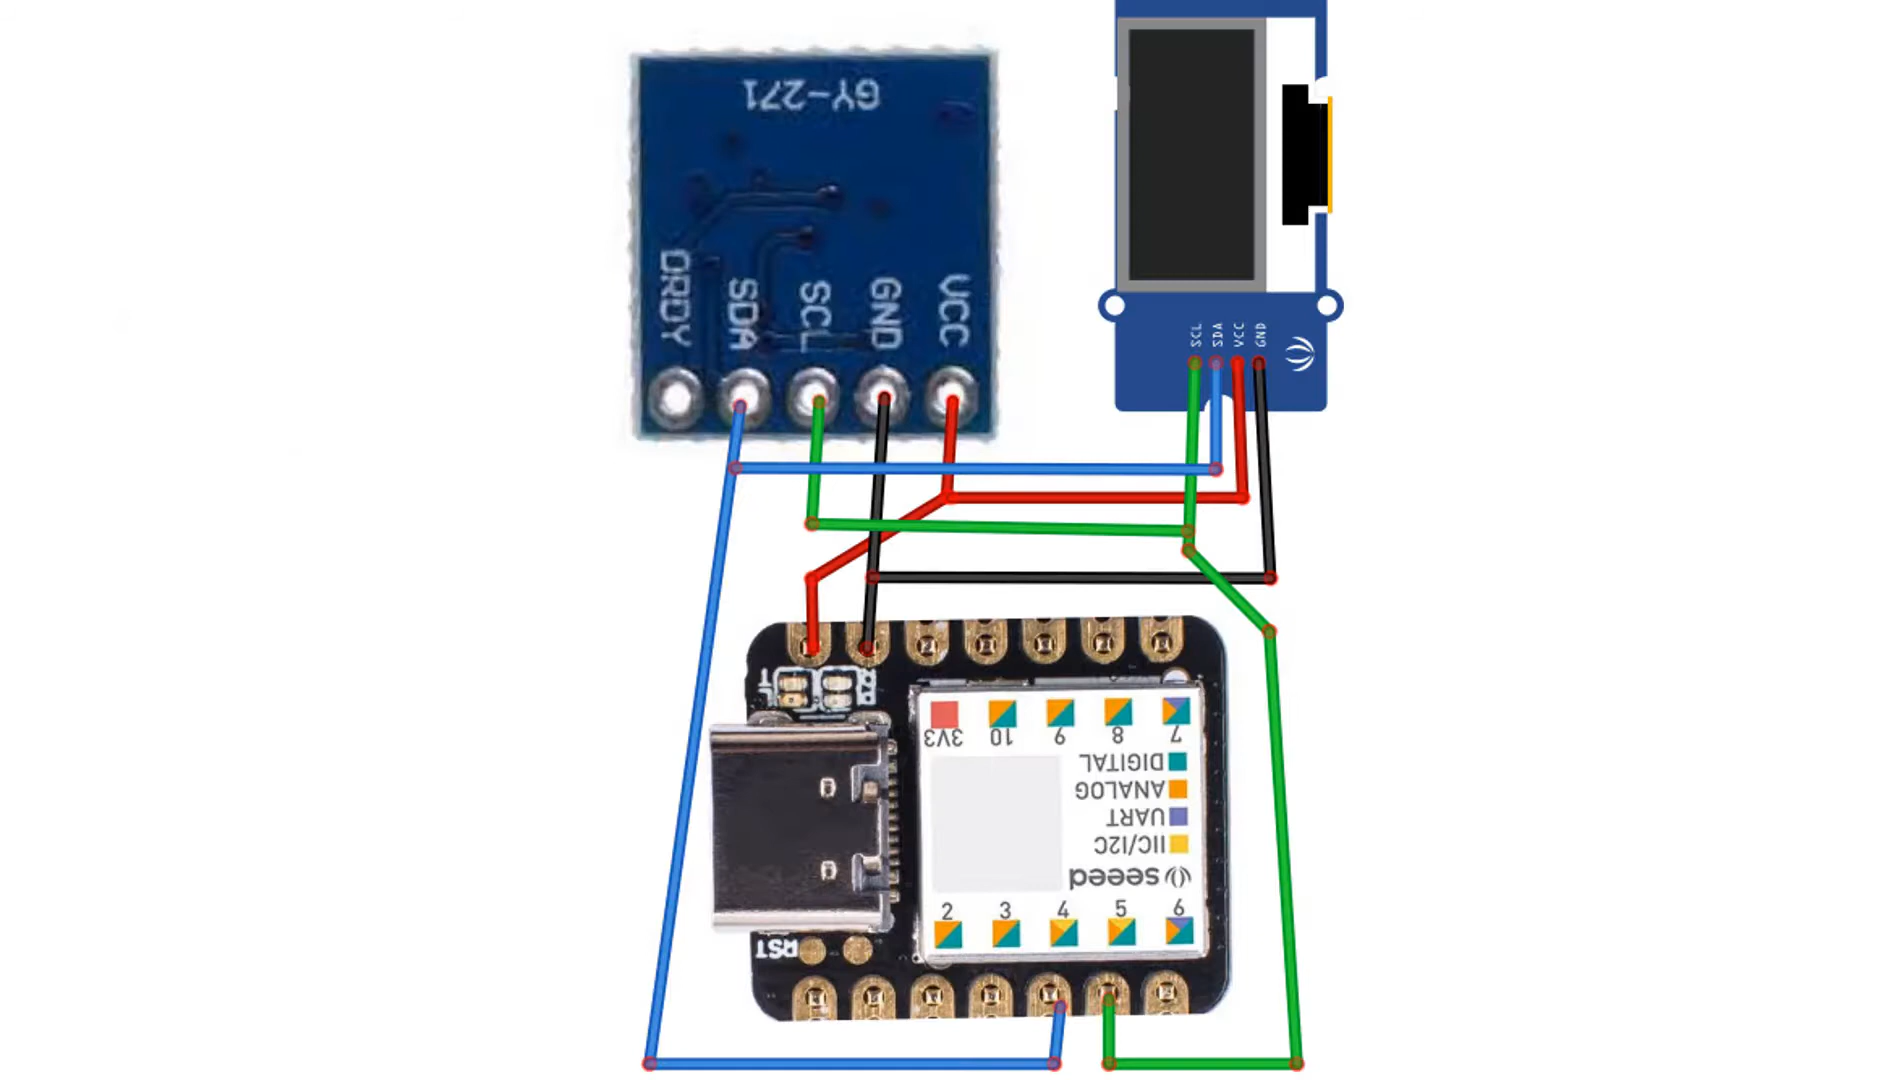 GY-271
DRDY
SDA
SCL
GND
VCC
SCL
SDA
VCC
GND
3V3
10
9
8
7
DIGITAL
ANALOG
UART
IIC/I2C
seeed
2
3
4
5
6
RST